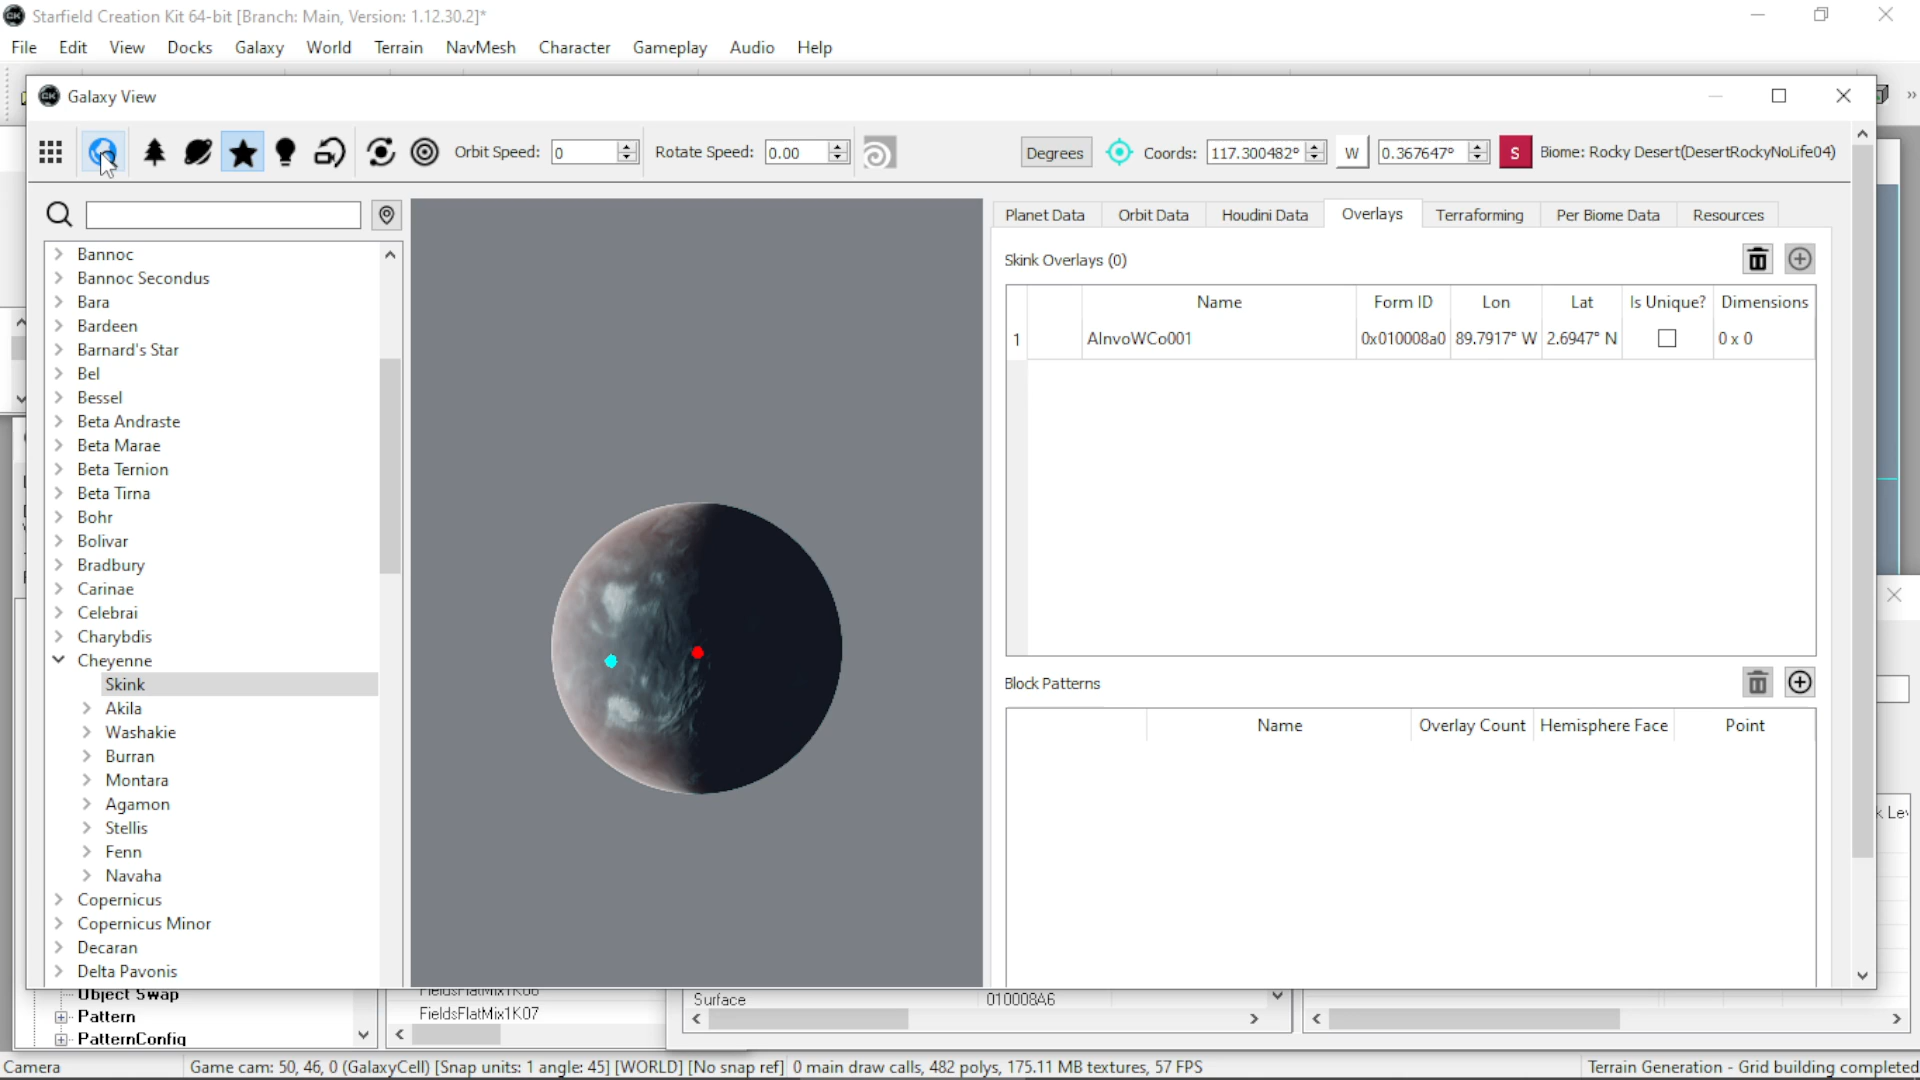 Starfield Creation Kit 64-bit [Branch: Main, Version: 1.12.30.2]*
File Edit View Docks Galaxy World Terrain NavMesh Character Gameplay Audio Help
Galaxy View
Orbit Speed: 0 Rotate Speed: 0.00 Degrees Coords: 117.300482° W 0.367647° S Biome: Rocky Desert(DesertRockyNoLife04)
Planet Data Orbit Data Houdini Data Overlays Terraforming Per Biome Data Resources
Bannoc
Bannoc Secondus
Bara
Bardeen
Barnard's Star
Bel
Bessel
Beta Andraste
Beta Marae
Beta Ternion
Beta Tirna
Bohr
Bolivar
Bradbury
Carinae
Celebrai
Charybdis
Cheyenne
Skink
Akila
Washakie
Burran
Montara
Agamon
Stellis
Fenn
Navaha
Copernicus
Copernicus Minor
Decaran
Delta Pavonis
Skink Overlays (0)
Name Form ID Lon Lat Is Unique? Dimensions
1 AInvoWCo001 0x010008a0 89.7917° W 2.6947° N 0 x 0
Block Patterns
Name Overlay Count Hemisphere Face Point
Object Swap
Pattern
PatternConfig
FieldsFlatMix1K06
FieldsFlatMix1K07
Surface 010008A6
Camera Game cam: 50, 46, 0 (GalaxyCell) [Snap units: 1 angle: 45] [WORLD] [No snap ref] 0 main draw calls, 482 polys, 175.11 MB textures, 57 FPS Terrain Generation - Grid building completed